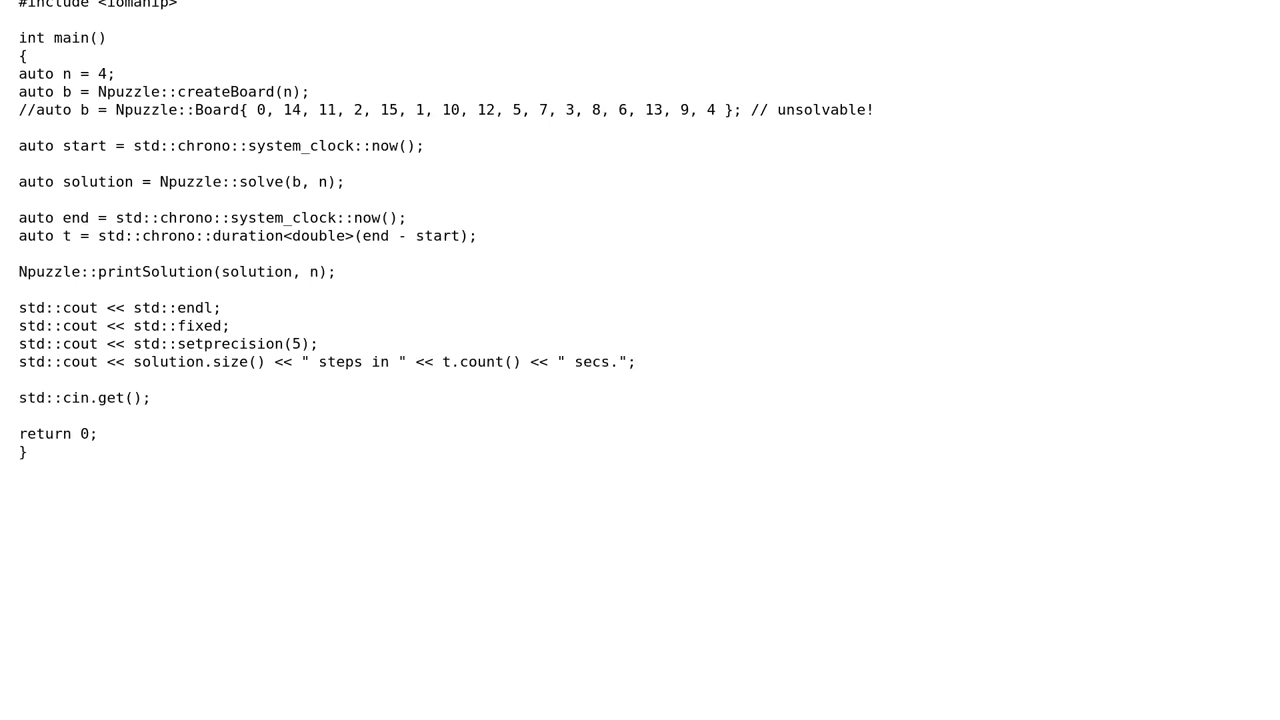 #include <iomanip>
int main()
{
auto n = 4;
auto b = Npuzzle::createBoard(n);
//auto b = Npuzzle::Board{ 0, 14, 11, 2, 15, 1, 10, 12, 5, 7, 3, 8, 6, 13, 9, 4 }; // unsolvable!
auto start = std::chrono::system_clock::now();
auto solution = Npuzzle::solve(b, n);
auto end = std::chrono::system_clock::now();
auto t = std::chrono::duration<double>(end - start);
Npuzzle::printSolution(solution, n);
std::cout << std::endl;
std::cout << std::fixed;
std::cout << std::setprecision(5);
std::cout << solution.size() << " steps in " << t.count() << " secs.";
std::cin.get();
return 0;
}